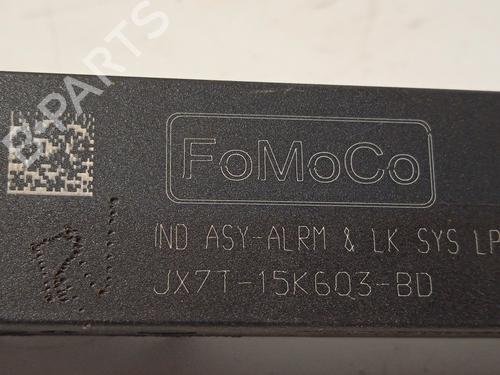 B-PARTS
FoMoCo
IND ASY-ALRM & LK SYS LP
JX7T-15K603-BD